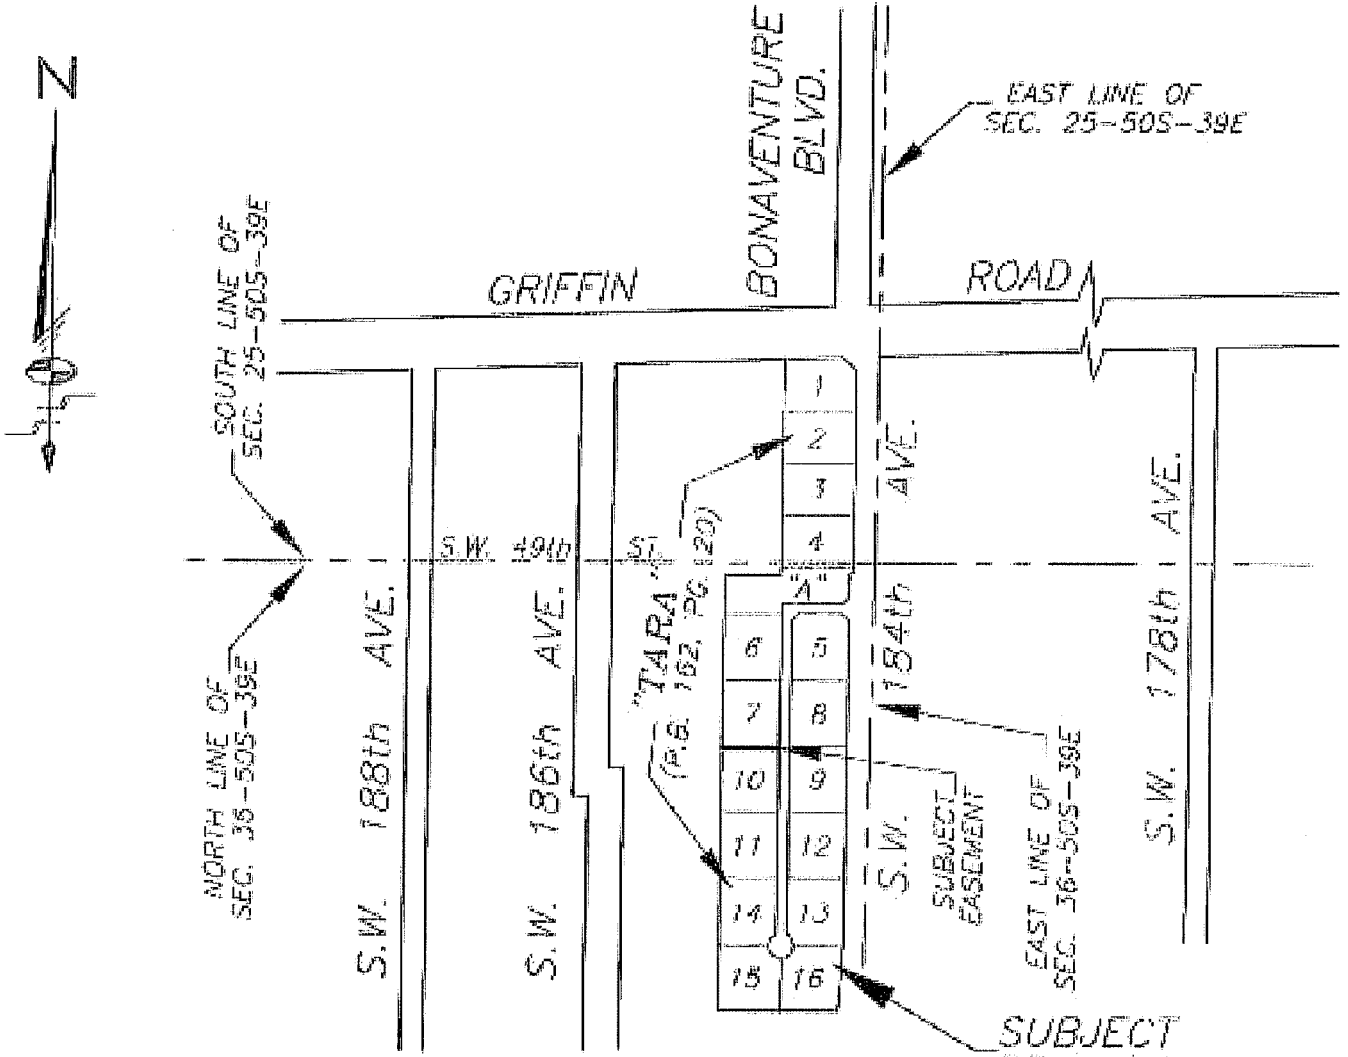 N
BONAVENTURE
BLVD.
EAST LINE OF
SEC. 25-50S-39E
GRIFFIN
ROAD
SOUTH LINE OF
SEC. 25-50S-39E
1
2
3
4
"A"
S.W. 49th ST.
"TARA"
(P.B. 162, PG. 20)
6
5
7
8
10
9
11
12
14
13
15
16
NORTH LINE OF
SEC. 36-50S-39E
S.W. 188th AVE.
S.W. 186th AVE.
S.W. 184th AVE.
S.W. 178th AVE.
SUBJECT
EASEMENT
EAST LINE OF
SEC. 36-50S-39E
SUBJECT